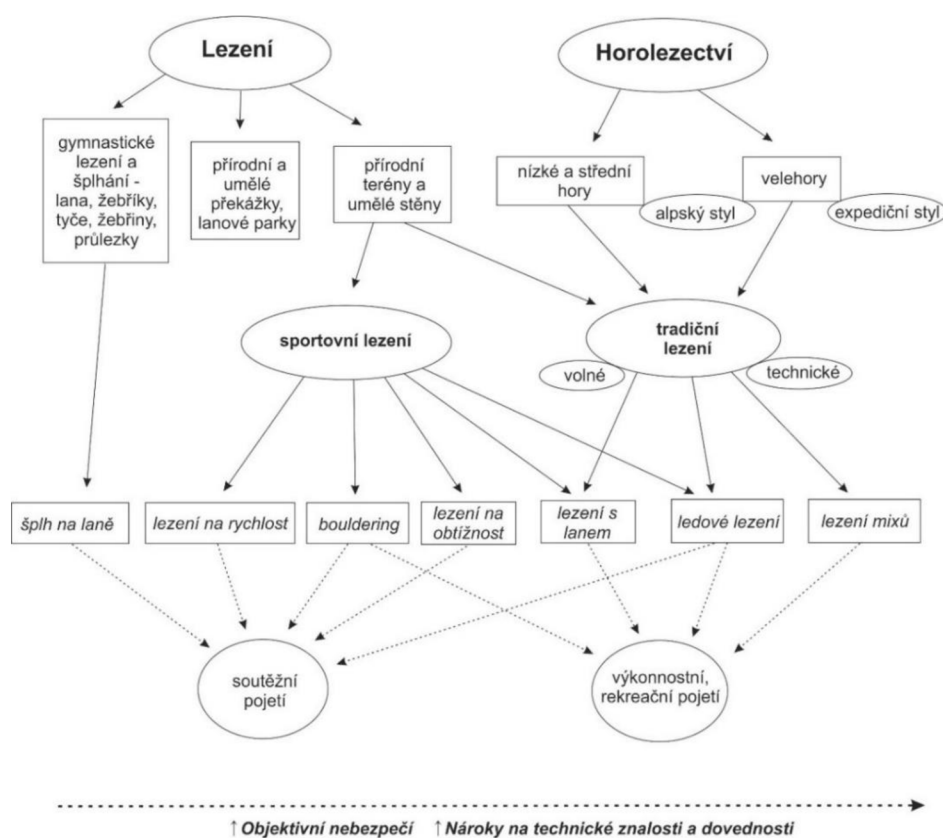 Lezení
Horolezectví
gymnastické
lezení a
šplhání -
lana, žebříky,
tyče, žebřiny,
průlezky
přírodní a
umělé
překážky,
lanové parky
přírodní
terény a
umělé stěny
nízké a střední
hory
alpský styl
velehory
expediční styl
sportovní lezení
tradiční
lezení
volné
technické
šplh na laně
lezení na rychlost
bouldering
lezení na
obtížnost
lezení s
lanem
ledové lezení
lezení mixů
soutěžní
pojetí
výkonnostní,
rekreační pojetí
↑ Objektivní nebezpečí ↑ Nároky na technické znalosti a dovednosti